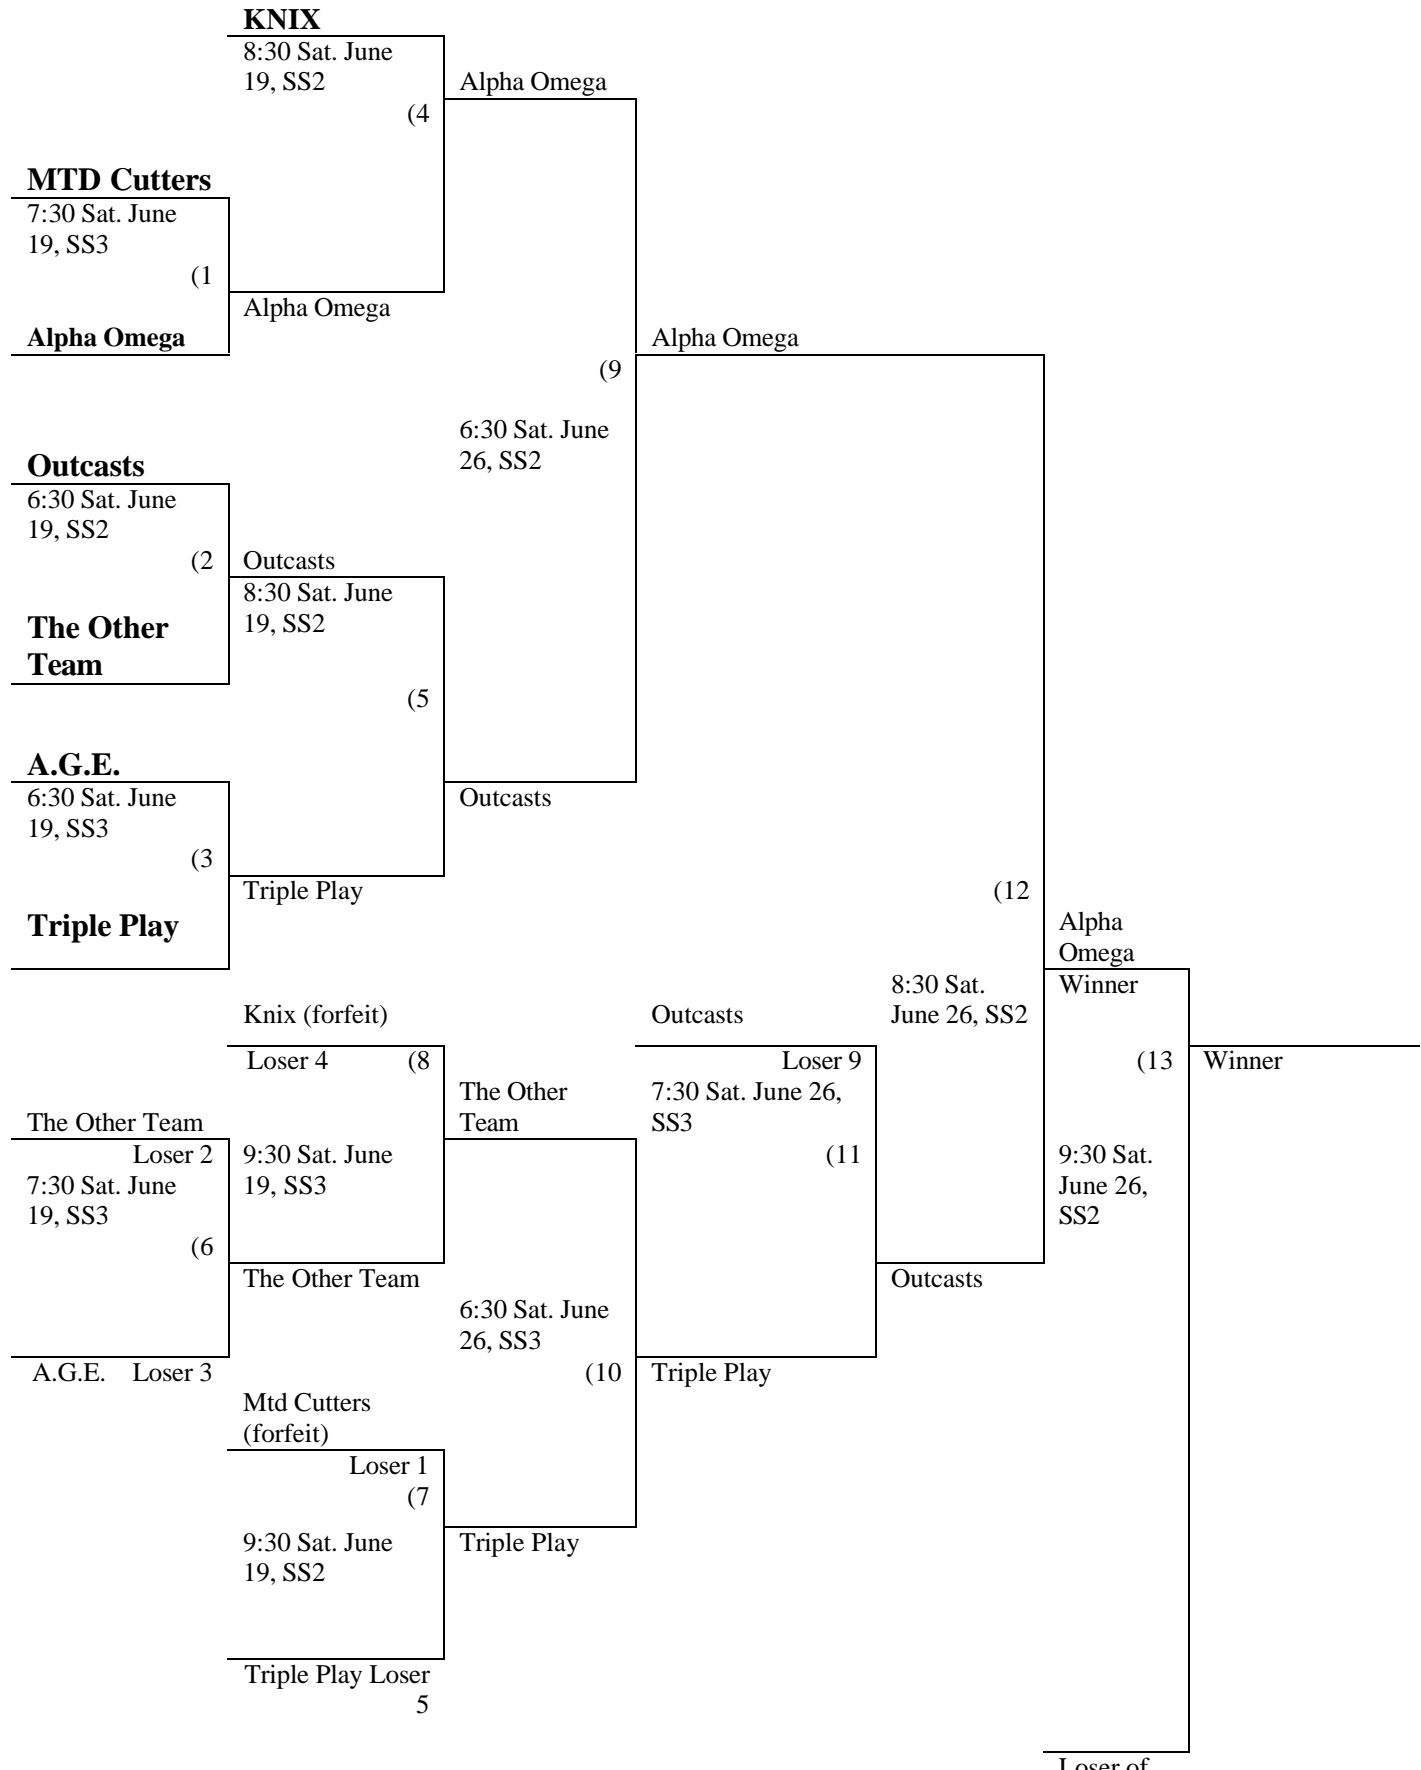 KNIX
8:30 Sat. June
19, SS2
(4
Alpha Omega
MTD Cutters
7:30 Sat. June
19, SS3
(1
Alpha Omega
Alpha Omega
Alpha Omega
(9
6:30 Sat. June
26, SS2
Outcasts
6:30 Sat. June
19, SS2
(2
Outcasts
8:30 Sat. June
19, SS2
The Other
Team
(5
A.G.E.
6:30 Sat. June
19, SS3
(3
Outcasts
Triple Play
Triple Play
(12
Alpha
Omega
Winner
8:30 Sat.
June 26, SS2
Knix (forfeit)
Loser 4 (8
Outcasts
Loser 9
7:30 Sat. June 26,
SS3
(11
(13
Winner
The Other
Team
The Other Team
Loser 2
7:30 Sat. June
19, SS3
(6
9:30 Sat. June
19, SS3
9:30 Sat.
June 26,
SS2
The Other Team
Outcasts
6:30 Sat. June
26, SS3
(10
A.G.E. Loser 3
Triple Play
Mtd Cutters
(forfeit)
Loser 1
(7
9:30 Sat. June
19, SS2
Triple Play
Triple Play Loser
5
Loser of